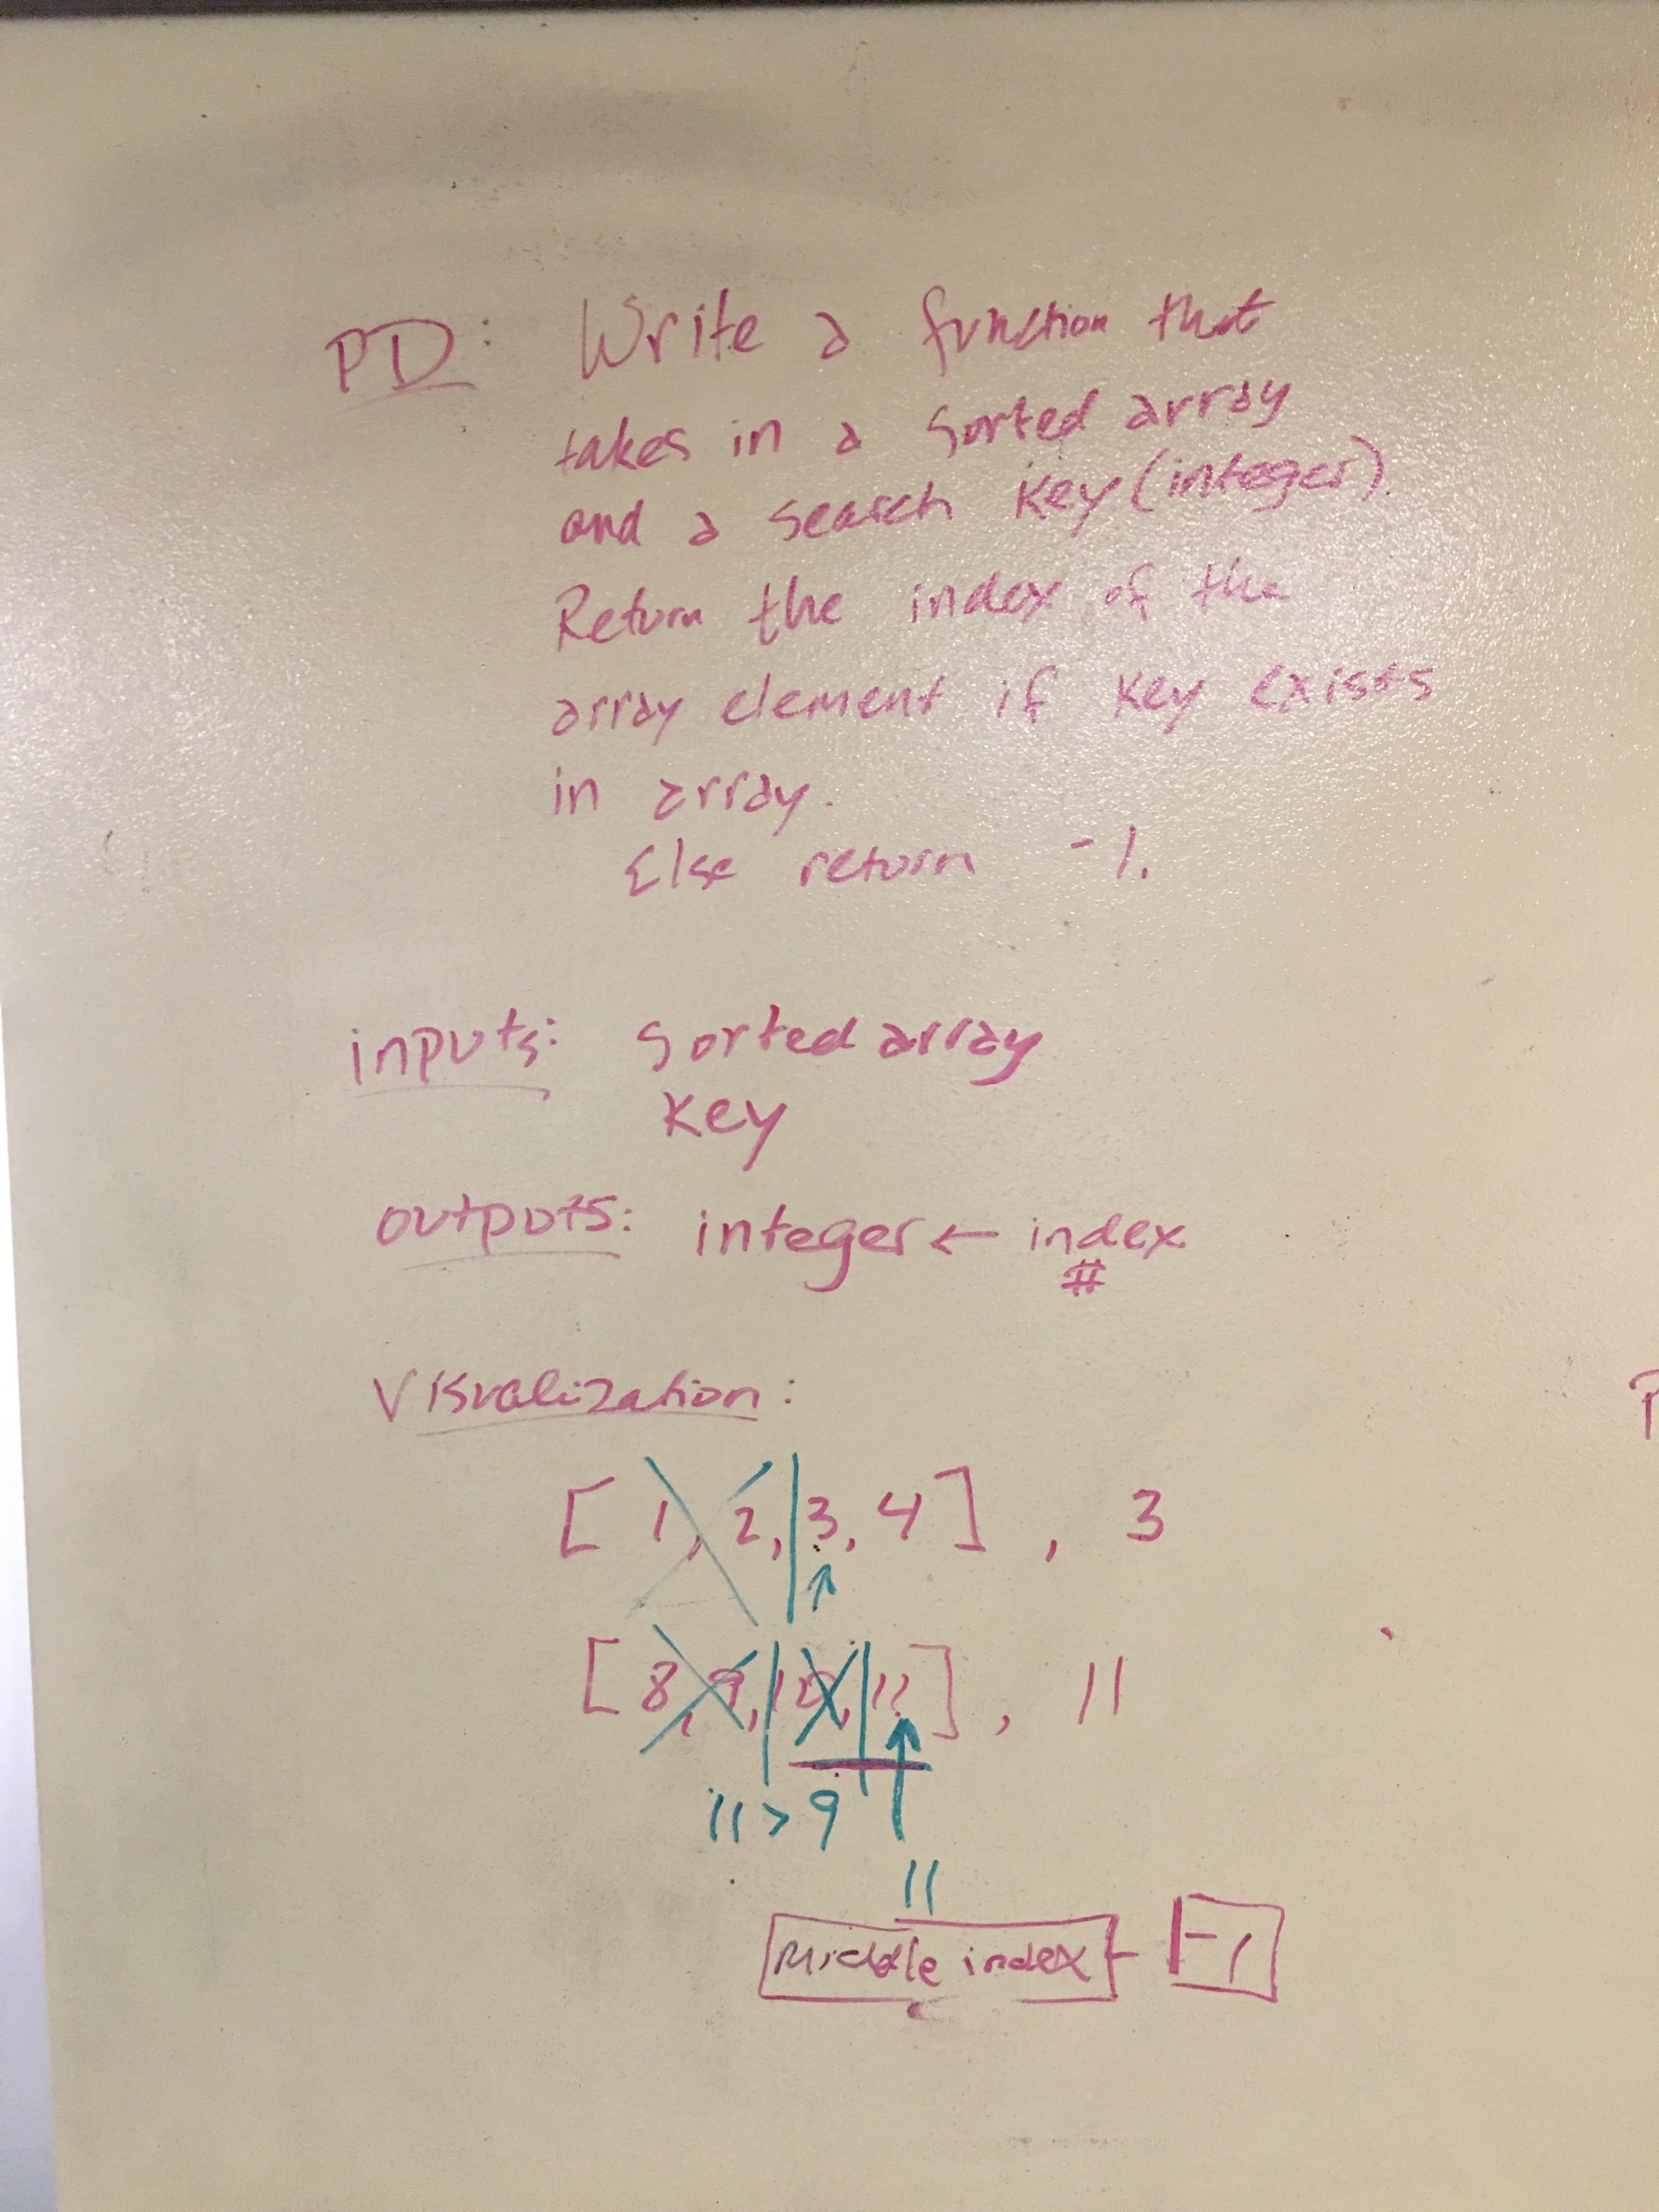 PD: Write a function that
takes in a sorted array
and a search key (integer).
Return the index of the
array element if key exists
in array.
Else return -1.
inputs: Sorted array
key
outputs: integer ← index
#
Visualization:
[ 1, 2, 3, 4 ] , 3
↑
[ 8, 9, 10, 11 ] , 11
11 > 9
11
Middle index
P